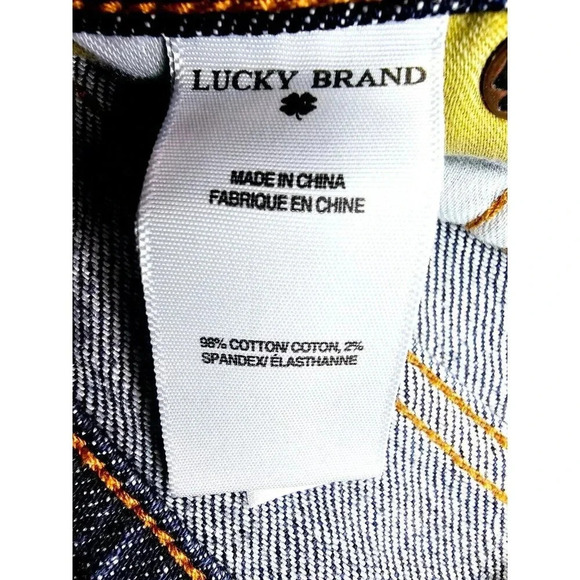 LUCKY BRAND
MADE IN CHINA
FABRIQUE EN CHINE
98% COTTON/ COTON, 2%
SPANDEX/ ÉLASTHANNE